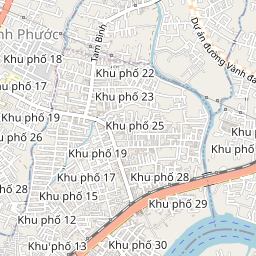 Dự án đường Vành đa
nh Phước
Tam Bình
Khu phố 18
Khu phố 22
phố 17
Khu phố 23
Khu phố 19
Khu phố 25
phố 26
Khu phố 19
Khu phố
Khu phố 17
Khu phố 28
ố 28
Khu phố 15
Khu phố 29
Khu phố 12
Khu phố 13
Khu phố 30